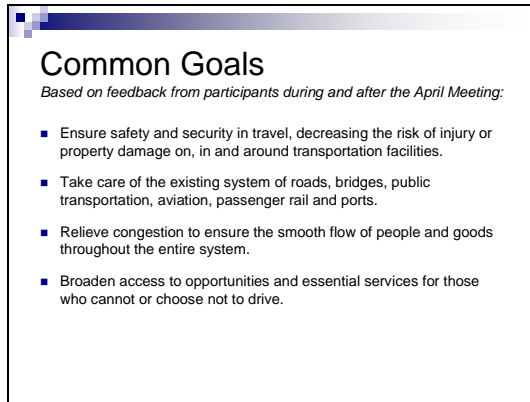 Common Goals
Based on feedback from participants during and after the April Meeting:
■ Ensure safety and security in travel, decreasing the risk of injury or
property damage on, in and around transportation facilities.
■ Take care of the existing system of roads, bridges, public
transportation, aviation, passenger rail and ports.
■ Relieve congestion to ensure the smooth flow of people and goods
throughout the entire system.
■ Broaden access to opportunities and essential services for those
who cannot or choose not to drive.